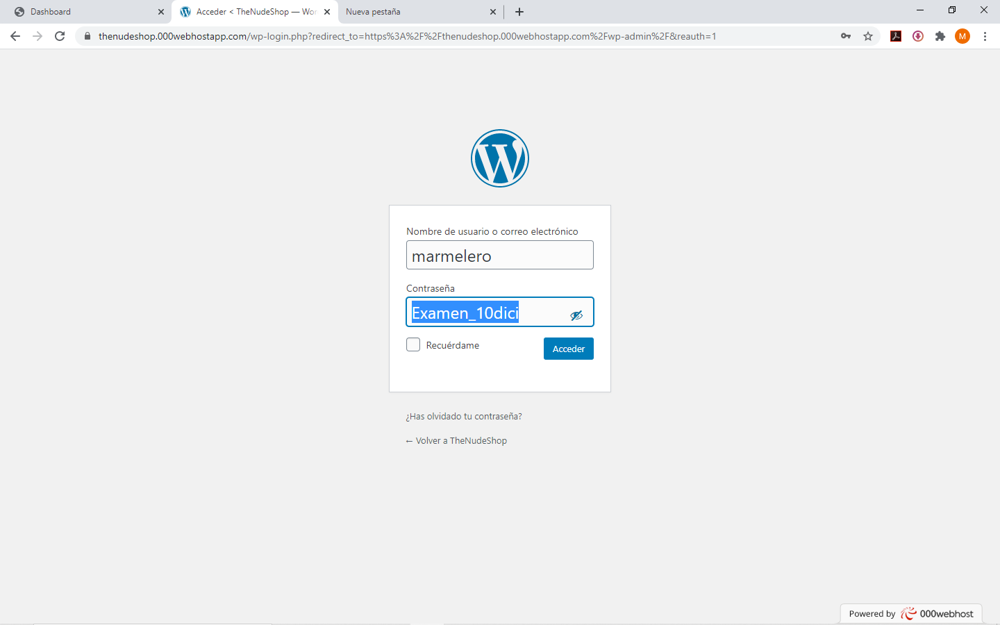 Dashboard
Acceder < TheNudeShop — Wor
Nueva pestaña
thenudeshop.000webhostapp.com/wp-login.php?redirect_to=https%3A%2F%2Fthenudeshop.000webhostapp.com%2Fwp-admin%2F&reauth=1
M
Nombre de usuario o correo electrónico
marmelero
Contraseña
Examen_10dici
Recuérdame
Acceder
¿Has olvidado tu contraseña?
← Volver a TheNudeShop
Powered by 000webhost